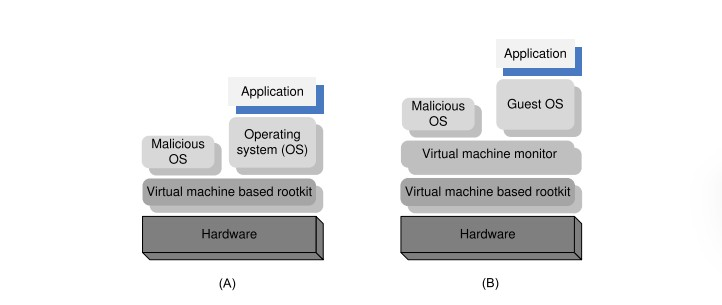 Application
Malicious
OS
Operating
system (OS)
Virtual machine based rootkit
Hardware
(A)
Application
Malicious
OS
Guest OS
Virtual machine monitor
Virtual machine based rootkit
Hardware
(B)